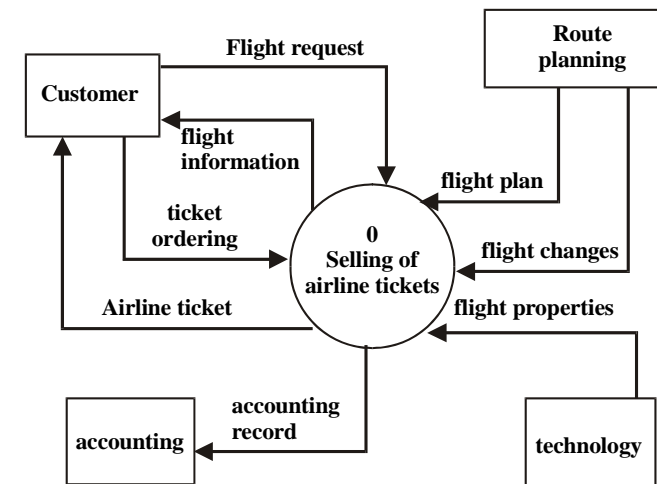 Flight request
Route
planning
Customer
flight
information
flight plan
ticket
ordering
0
Selling of
airline tickets
flight changes
Airline ticket
flight properties
accounting
record
accounting
technology